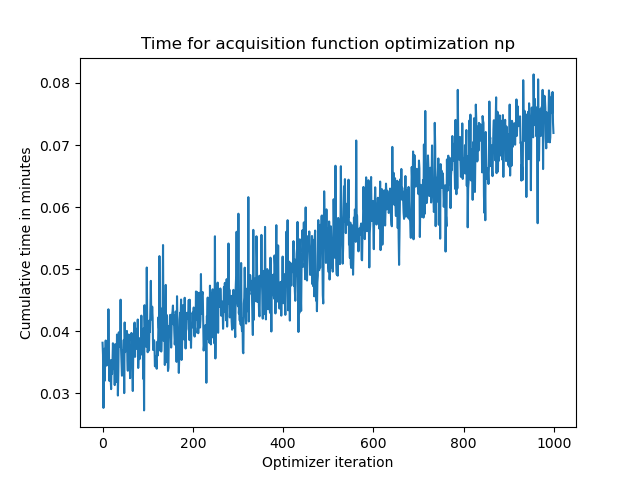 Time for acquisition function optimization np
Cumulative time in minutes
0.08
0.07
0.06
0.05
0.04
0.03
0 200 400 600 800 1000
Optimizer iteration